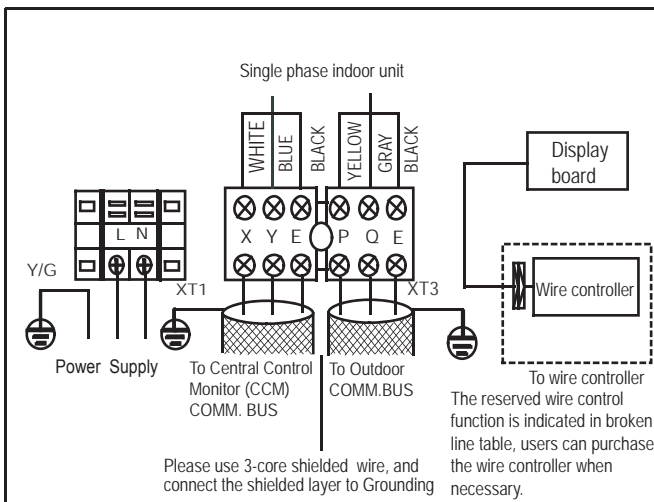 Single phase indoor unit
WHITE
BLUE
BLACK
YELLOW
GRAY
BLACK
Display
board
L N
X Y E P Q E
Y/G
XT1
XT3
Wire controller
Power Supply
To Central Control
Monitor (CCM)
COMM. BUS
To Outdoor
COMM.BUS
To wire controller
The reserved wire control
function is indicated in broken
line table, users can purchase
the wire controller when
necessary.
Please use 3-core shielded wire, and
connect the shielded layer to Grounding